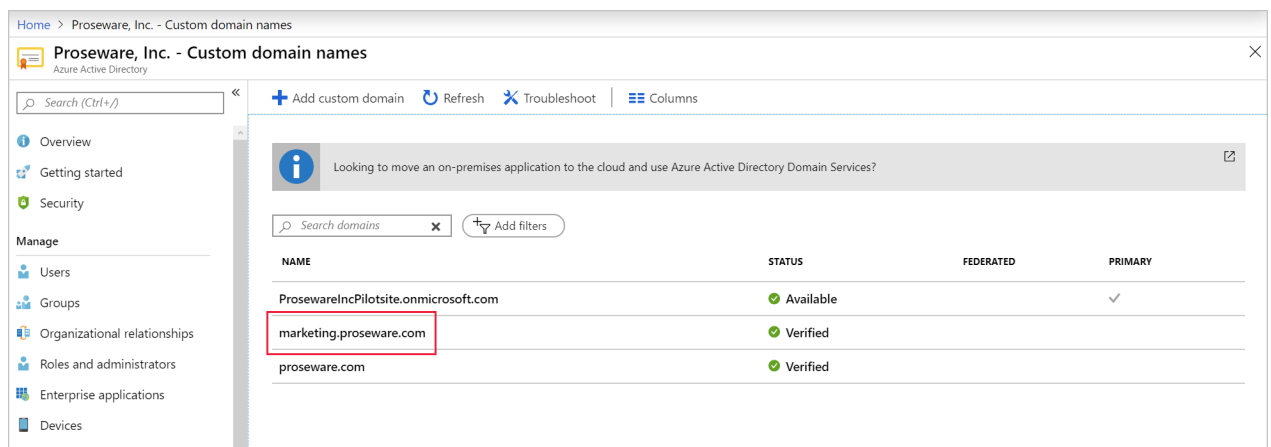 Home > Proseware, Inc. - Custom domain names
Proseware, Inc. - Custom domain names
Azure Active Directory
Search (Ctrl+/)
Overview
Getting started
Security
Manage
Users
Groups
Organizational relationships
Roles and administrators
Enterprise applications
Devices
Add custom domain Refresh Troubleshoot Columns
Looking to move an on-premises application to the cloud and use Azure Active Directory Domain Services?
Search domains Add filters
NAME STATUS FEDERATED PRIMARY
ProsewareIncPilotsite.onmicrosoft.com Available
marketing.proseware.com Verified
proseware.com Verified